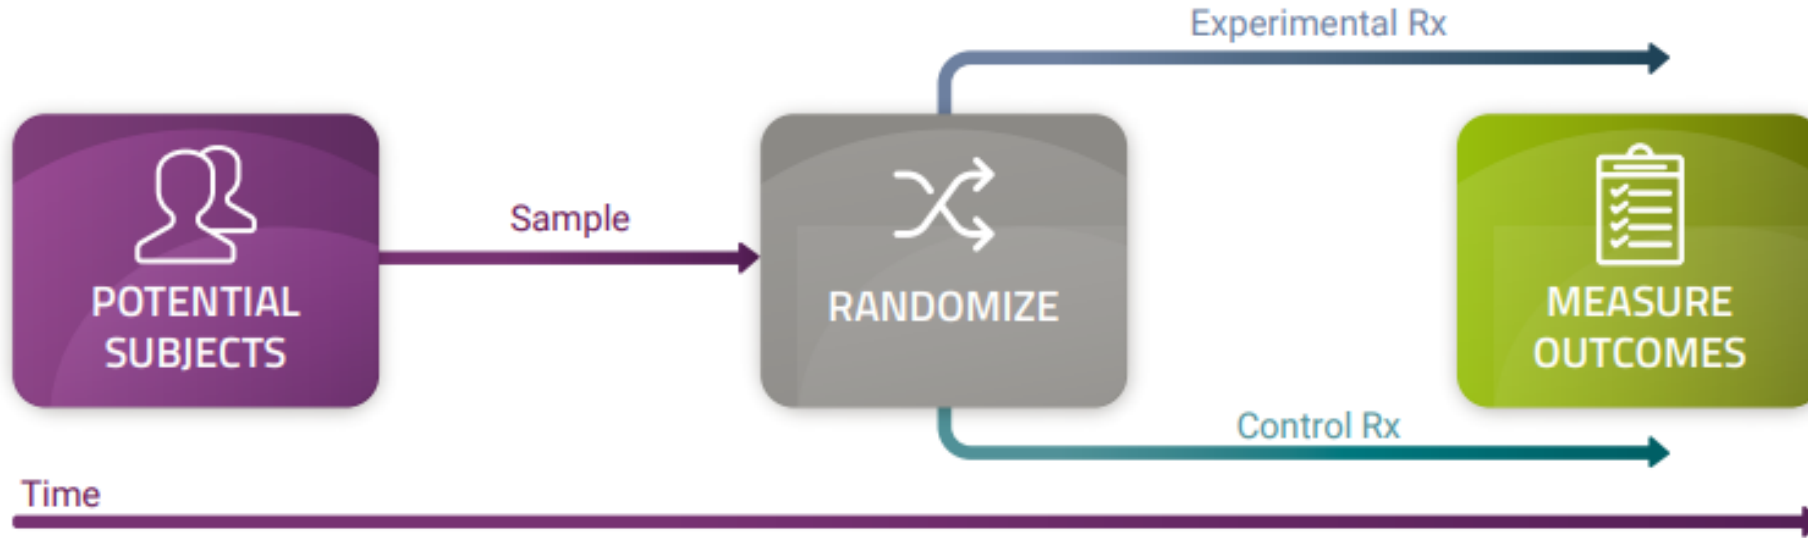 Experimental Rx
POTENTIAL
SUBJECTS
Sample
RANDOMIZE
MEASURE
OUTCOMES
Control Rx
Time